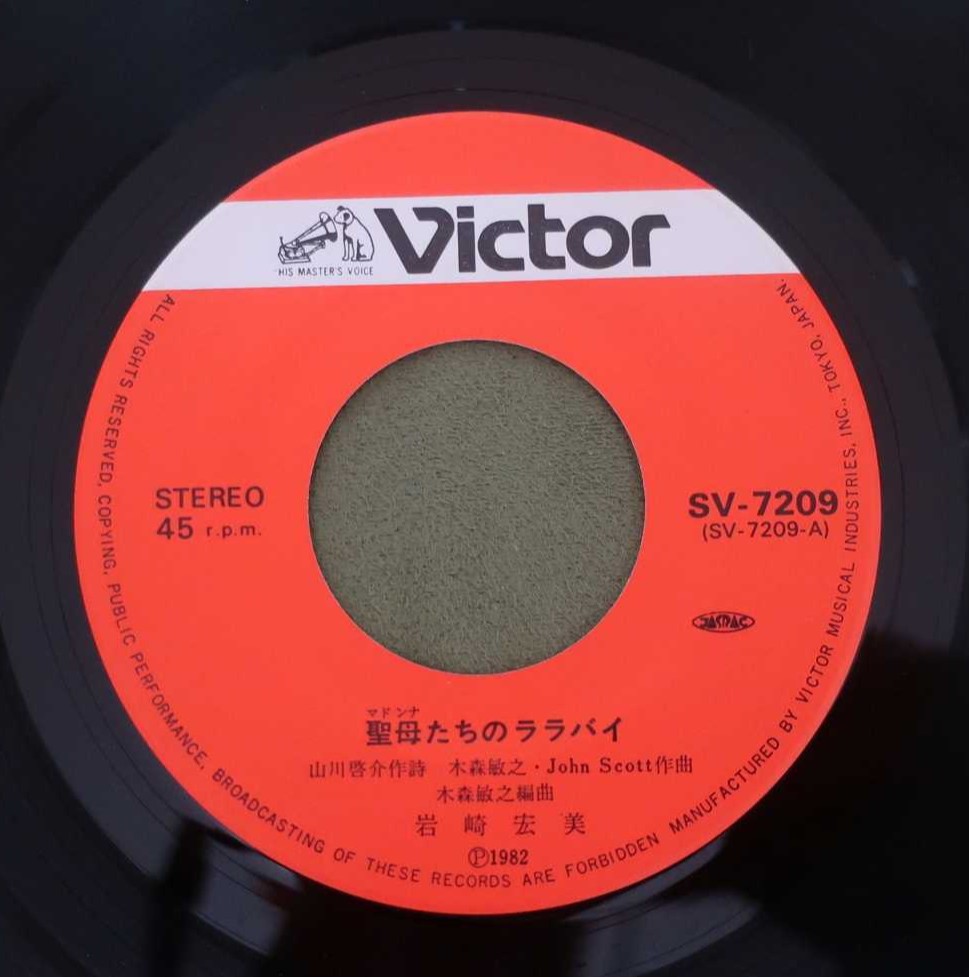 HIS MASTER'S VOICE
Victor
STEREO
45 r.p.m.
SV-7209
(SV-7209-A)
JASRAC
マドンナ
聖母たちのララバイ
山川啓介作詩 木森敏之・John Scott作曲
木森敏之編曲
岩崎宏美
Ⓟ1982
ALL RIGHTS RESERVED. COPYING, PUBLIC PERFORMANCE, BROADCASTING OF THESE RECORDS ARE FORBIDDEN MANUFACTURED BY VICTOR MUSICAL INDUSTRIES, INC., TOKYO, JAPAN.